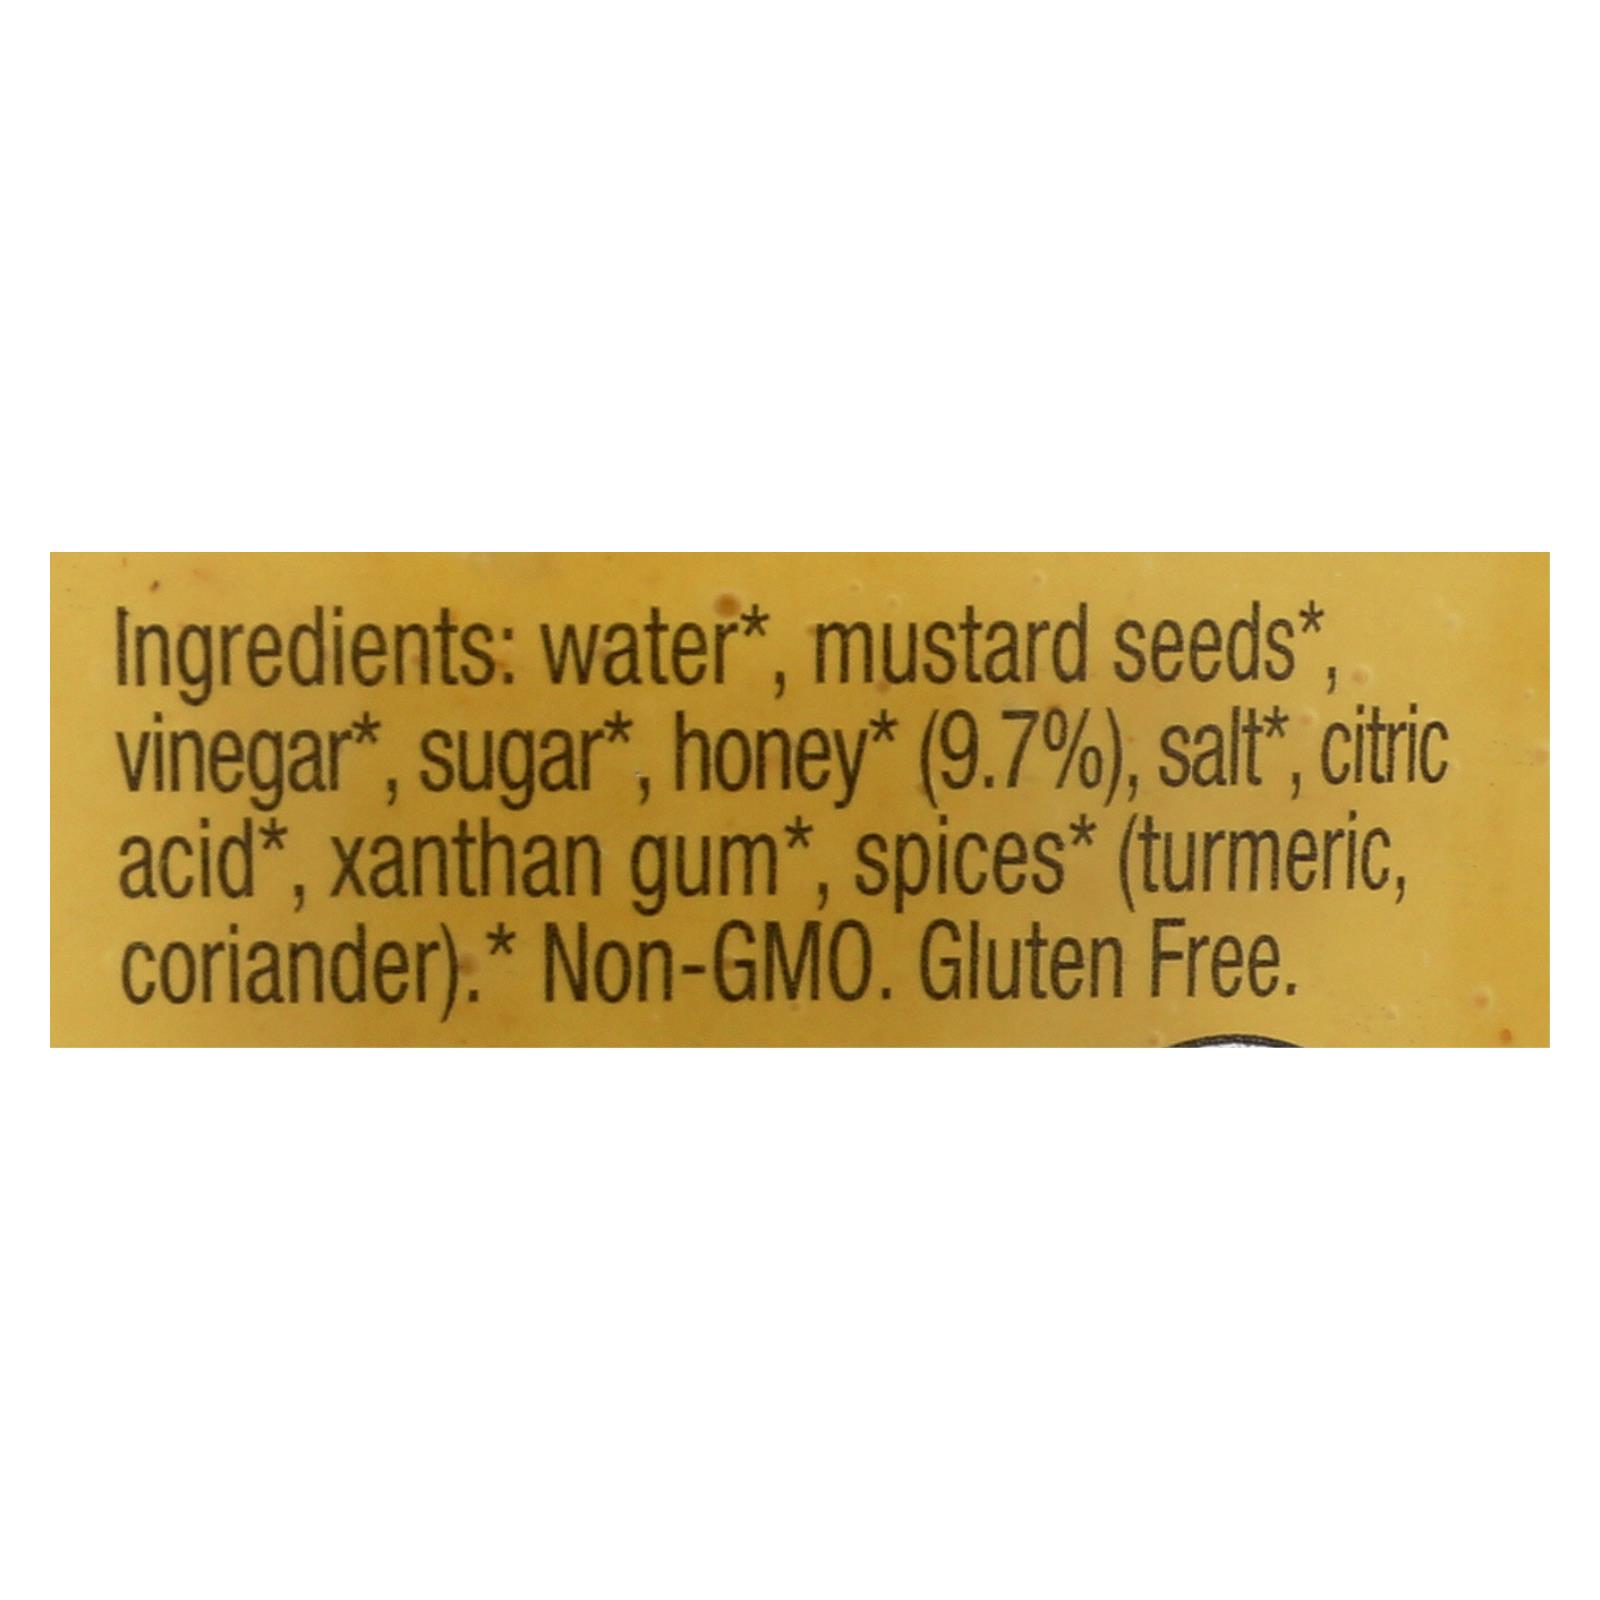 Ingredients: water*, mustard seeds*,
vinegar*, sugar*, honey* (9.7%), salt*, citric
acid*, xanthan gum*, spices* (turmeric,
coriander).* Non-GMO. Gluten Free.